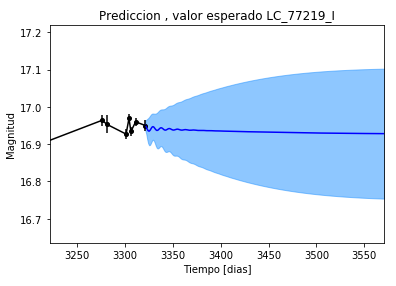 Prediccion , valor esperado LC_77219_I
Magnitud
17.2
17.1
17.0
16.9
16.8
16.7
3250 3300 3350 3400 3450 3500 3550
Tiempo [dias]